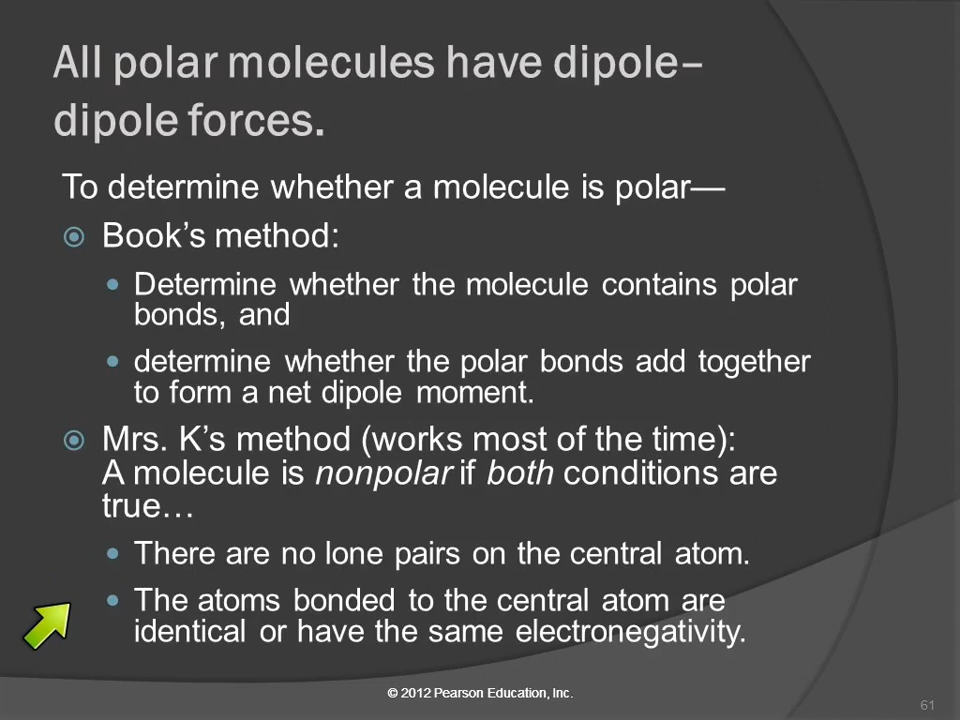 All polar molecules have dipole–
dipole forces.
To determine whether a molecule is polar—
Book’s method:
Determine whether the molecule contains polar
bonds, and
determine whether the polar bonds add together
to form a net dipole moment.
Mrs. K’s method (works most of the time):
A molecule is nonpolar if both conditions are
true…
There are no lone pairs on the central atom.
The atoms bonded to the central atom are
identical or have the same electronegativity.
© 2012 Pearson Education, Inc.
61